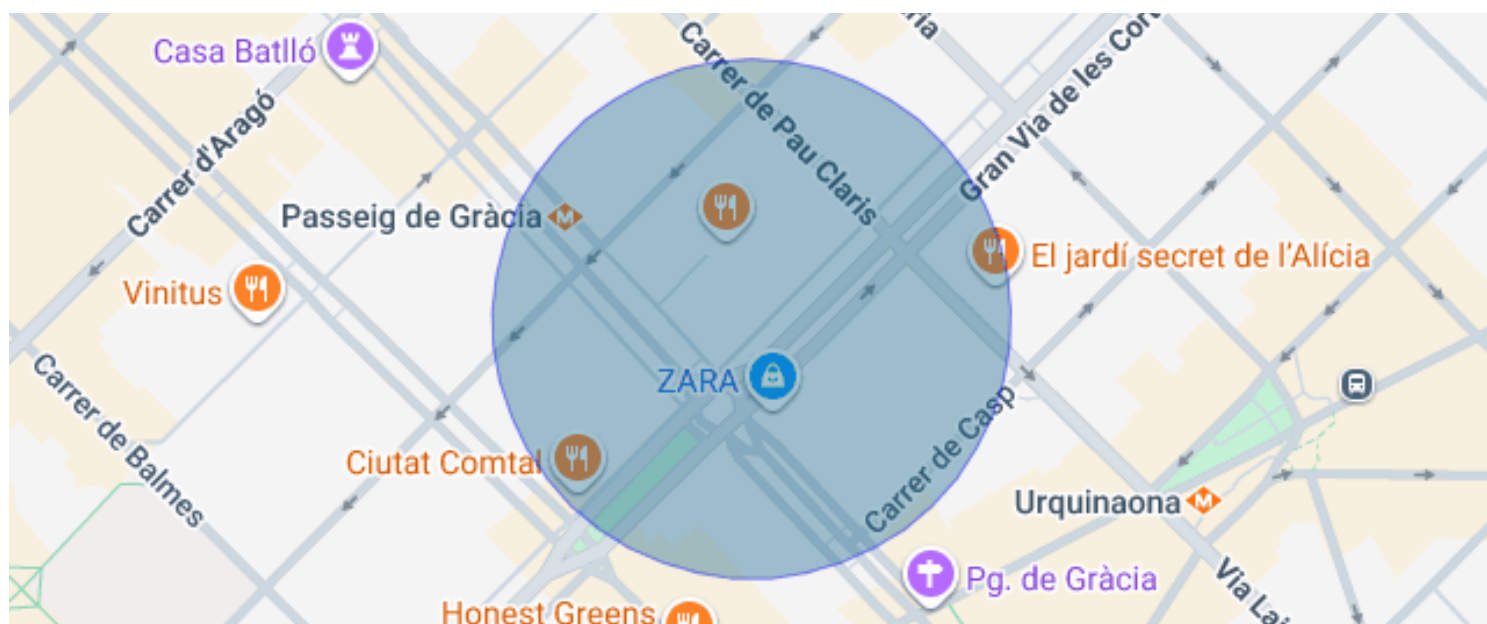 Casa Batlló
Carrer de Pau Claris
Gran Via de les Cor
Carrer d'Aragó
Passeig de Gràcia
El jardí secret de l'Alícia
Vinitus
ZARA
Carrer de Balmes
Carrer de Casp
Ciutat Comtal
Urquinaona
Pg. de Gràcia
Via Lai
Honest Greens